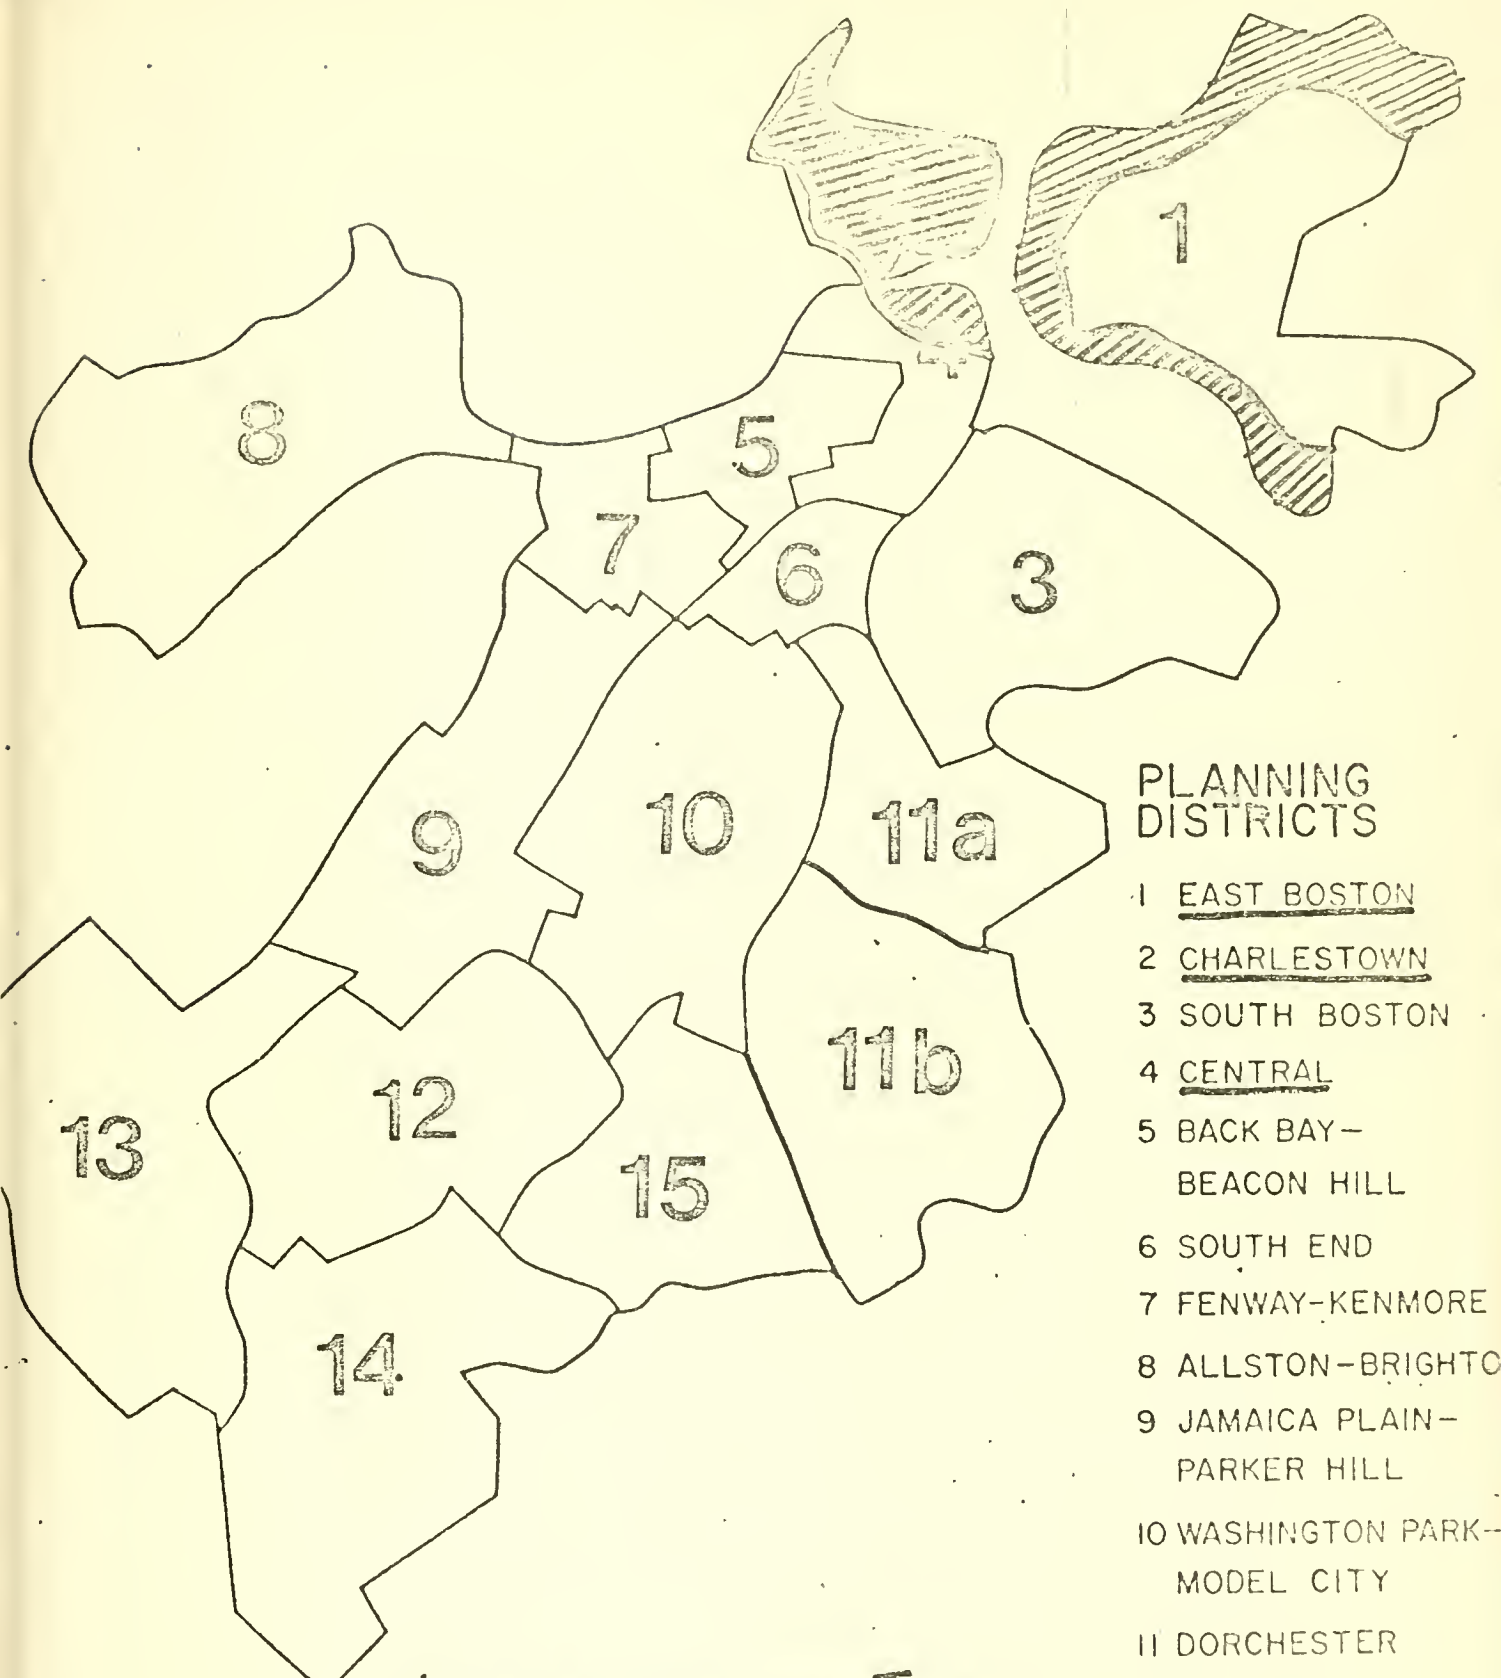 1
8
5
4
7
6
3
9
10
11a
13
12
11b
15
14
PLANNING
DISTRICTS
1 EAST BOSTON
2 CHARLESTOWN
3 SOUTH BOSTON
4 CENTRAL
5 BACK BAY-
BEACON HILL
6 SOUTH END
7 FENWAY-KENMORE
8 ALLSTON-BRIGHTO
9 JAMAICA PLAIN-
PARKER HILL
10 WASHINGTON PARK-
MODEL CITY
11 DORCHESTER